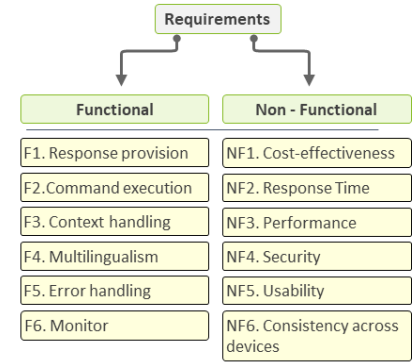 Requirements
Functional
F1. Response provision
F2.Command execution
F3. Context handling
F4. Multilingualism
F5. Error handling
F6. Monitor
Non - Functional
NF1. Cost-effectiveness
NF2. Response Time
NF3. Performance
NF4. Security
NF5. Usability
NF6. Consistency across
devices